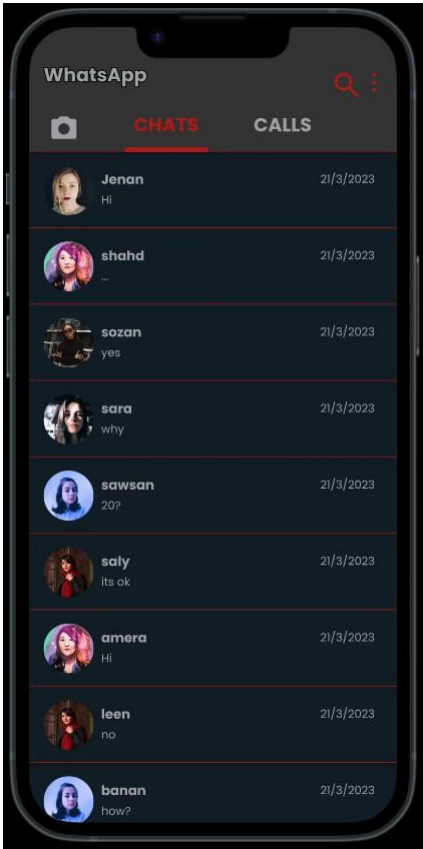 WhatsApp
CHATS CALLS
Jenan 21/3/2023
Hi
shahd 21/3/2023
...
sozan 21/3/2023
yes
sara 21/3/2023
why
sawsan 21/3/2023
20?
saly 21/3/2023
its ok
amera 21/3/2023
Hi
leen 21/3/2023
no
banan 21/3/2023
how?